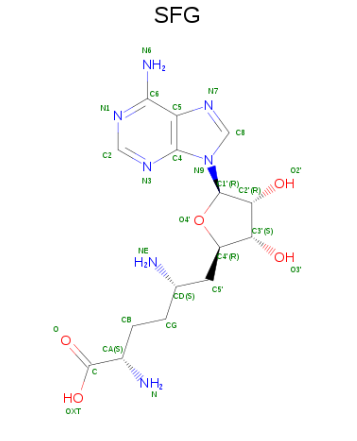 SFG
N6
NH₂
C6
N7
N1 N
C5
N
C8
C2
N
N3
C4
N
N9
C1'(R)
O2'
OH
C2'(R)
O4' O
C3'(S)
C4'(R)
OH
O3'
NE
H₂N
C5'
CD(S)
CB
CG
O
O
CA(S)
C
NH₂
N
HO
OXT